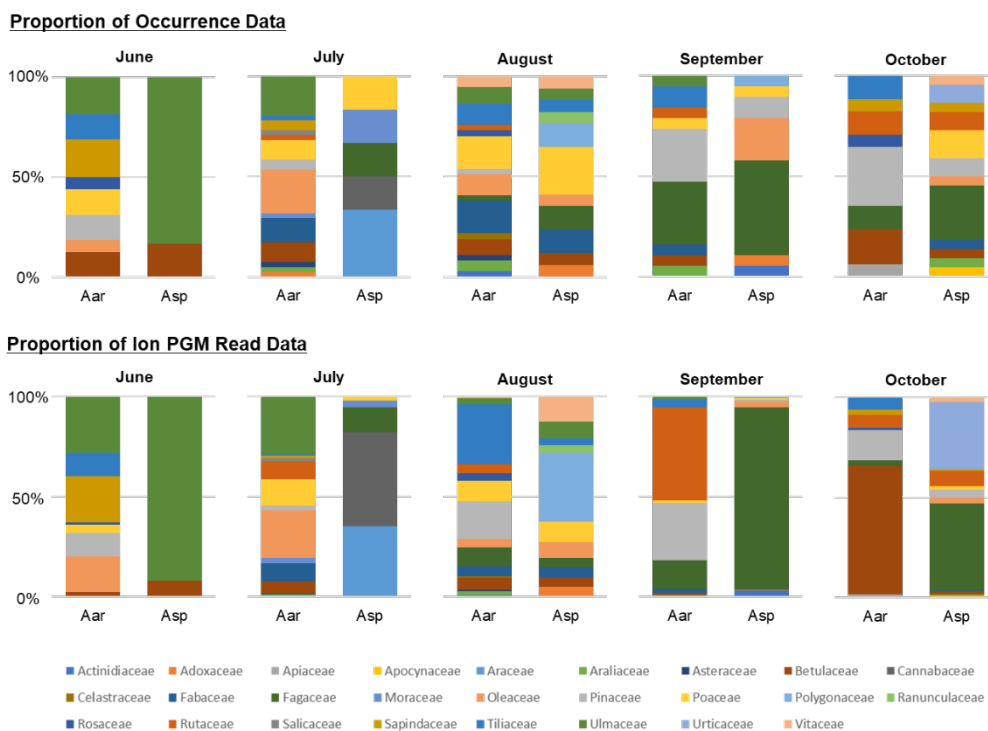 Proportion of Occurrence Data
June July August September October
100%
50%
0%
Aar Asp Aar Asp Aar Asp Aar Asp Aar Asp
Proportion of Ion PGM Read Data
June July August September October
100%
50%
0%
Aar Asp Aar Asp Aar Asp Aar Asp Aar Asp
Actinidiaceae Adoxaceae Apiaceae Apocynaceae Araceae Araliaceae Asteraceae Betulaceae Cannabaceae
Celastraceae Fabaceae Fagaceae Moraceae Oleaceae Pinaceae Poaceae Polygonaceae Ranunculaceae
Rosaceae Rutaceae Salicaceae Sapindaceae Tiliaceae Ulmaceae Urticaceae Vitaceae